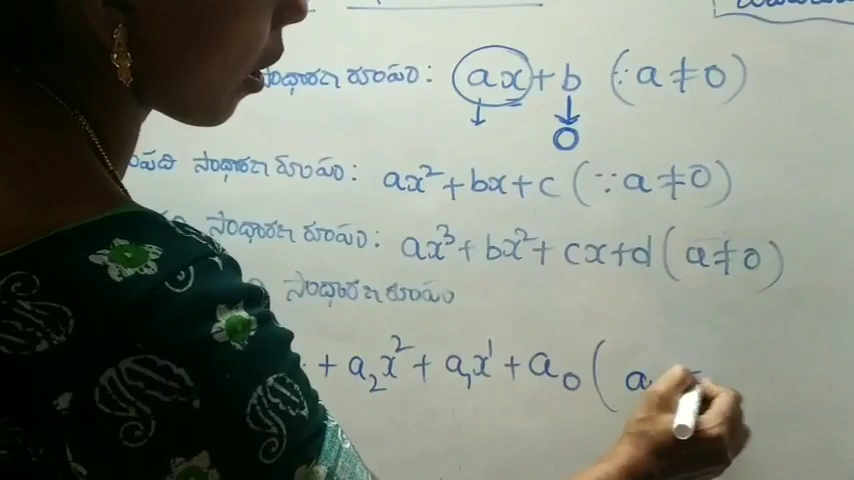 సాధారణ రూపం: ax + b (∵ a ≠ 0)
0
సాధారణ రూపం: ax² + bx + c (∵ a ≠ 0)
సాధారణ రూపం: ax³ + bx² + cx + d (a ≠ 0)
సాధారణ రూపం
+ a₂x² + a₁x¹ + a₀ ( a